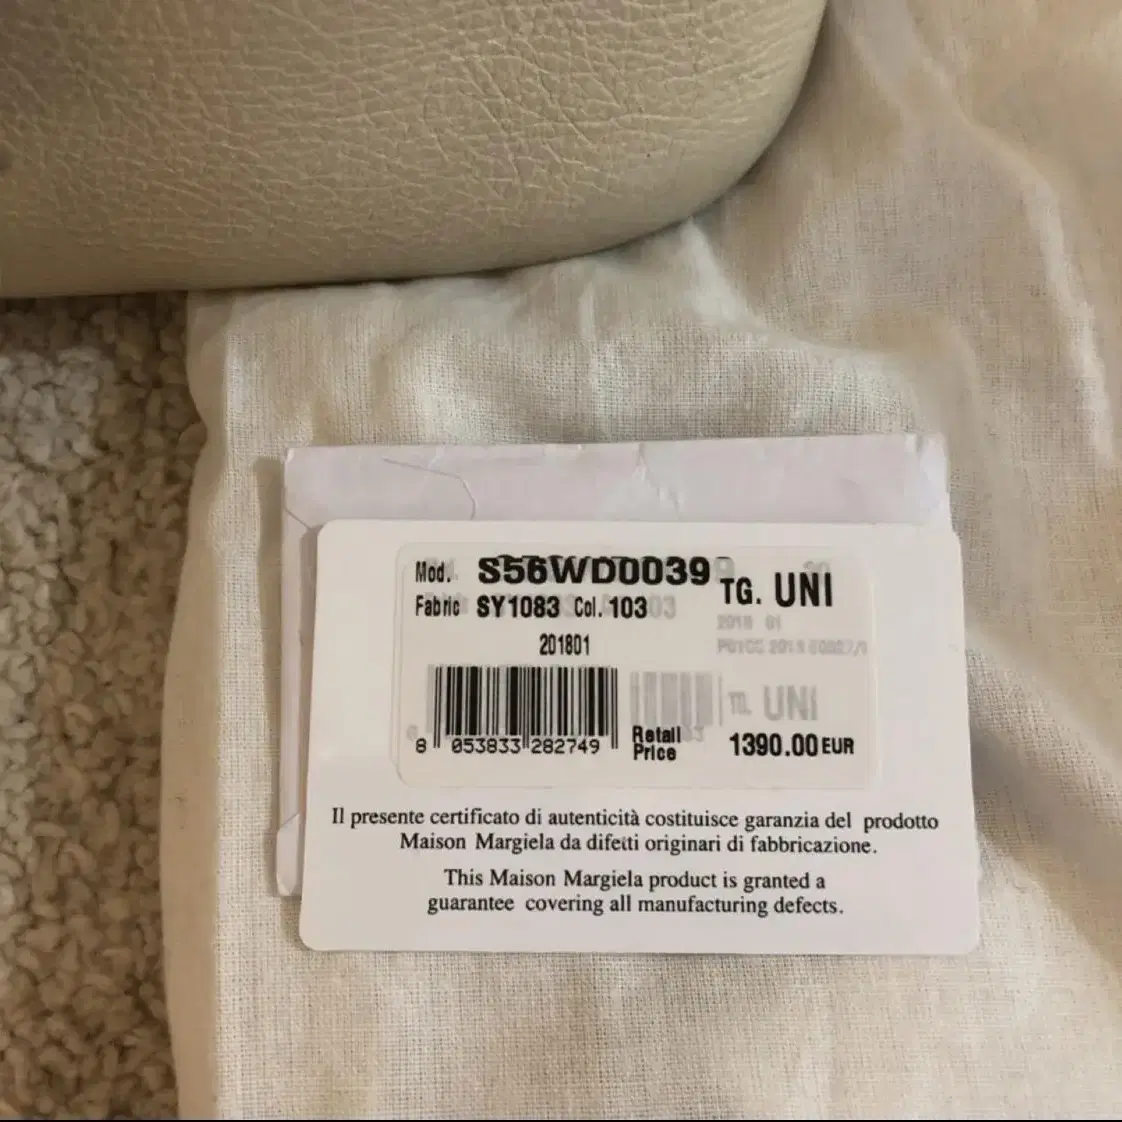 Mod. S56WD0039
TG. UNI
Fabric SY1083 Col. 103
201801
8 053833 282749
Retail Price 1390.00 EUR
Il presente certificato di autenticità costituisce garanzia del prodotto
Maison Margiela da difetti originari di fabbricazione.
This Maison Margiela product is granted a
guarantee covering all manufacturing defects.